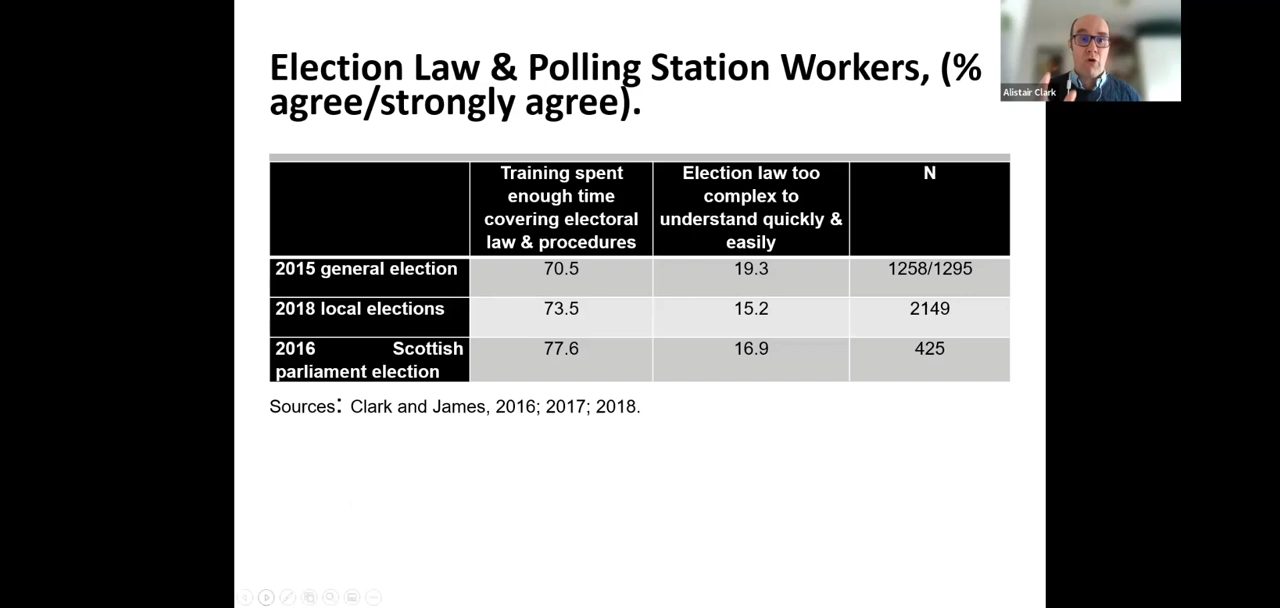 Election Law & Polling Station Workers, (%
agree/strongly agree).
Alistair Clark
Training spent
enough time
covering electoral
law & procedures
Election law too
complex to
understand quickly &
easily
N
2015 general election 70.5 19.3 1258/1295
2018 local elections 73.5 15.2 2149
2016 Scottish
parliament election 77.6 16.9 425
Sources: Clark and James, 2016; 2017; 2018.